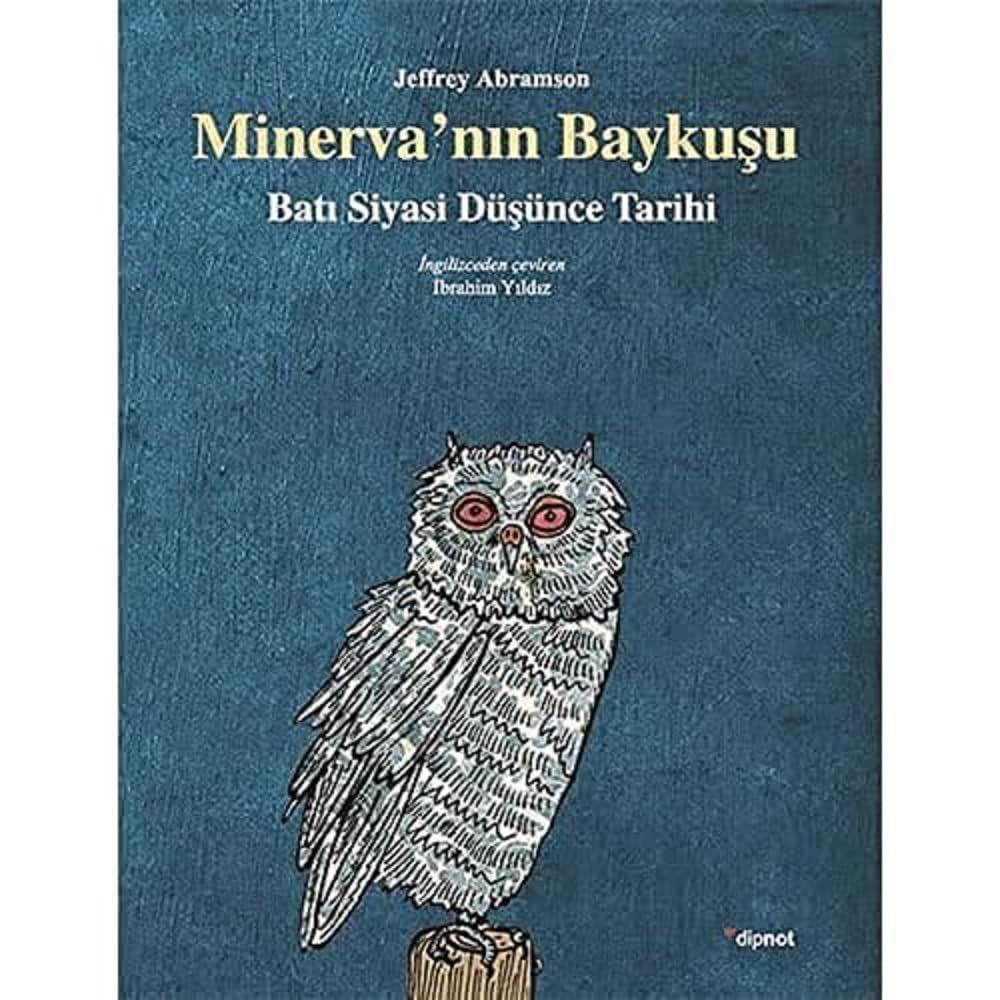 Jeffrey Abramson
Minerva’nın Baykuşu
Batı Siyasi Düşünce Tarihi
İngilizceden çeviren
İbrahim Yıldız
dipnot